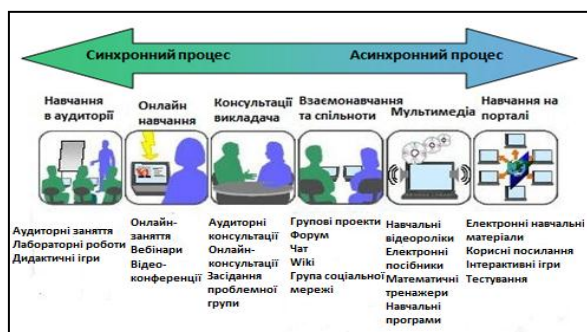 Синхронний процес
Асинхронний процес
Навчання
в аудиторії
Онлайн
навчання
Консультації
викладача
Взаємонавчання
та спільноти
Мультимедіа
Навчання на
порталі
Аудиторні заняття
Лабораторні роботи
Дидактичні ігри
Онлайн-
заняття
Вебінари
Відео-
конференції
Аудиторні
консультації
Онлайн-
консультації
Засідання
проблемної
групи
Групові проекти
Форум
Чат
Wiki
Група соціальної
мережі
Навчальні
відеоролики
Електронні
посібники
Математичні
тренажери
Навчальні
програми
Електронні навчальні
матеріали
Корисні посилання
Інтерактивні ігри
Тестування